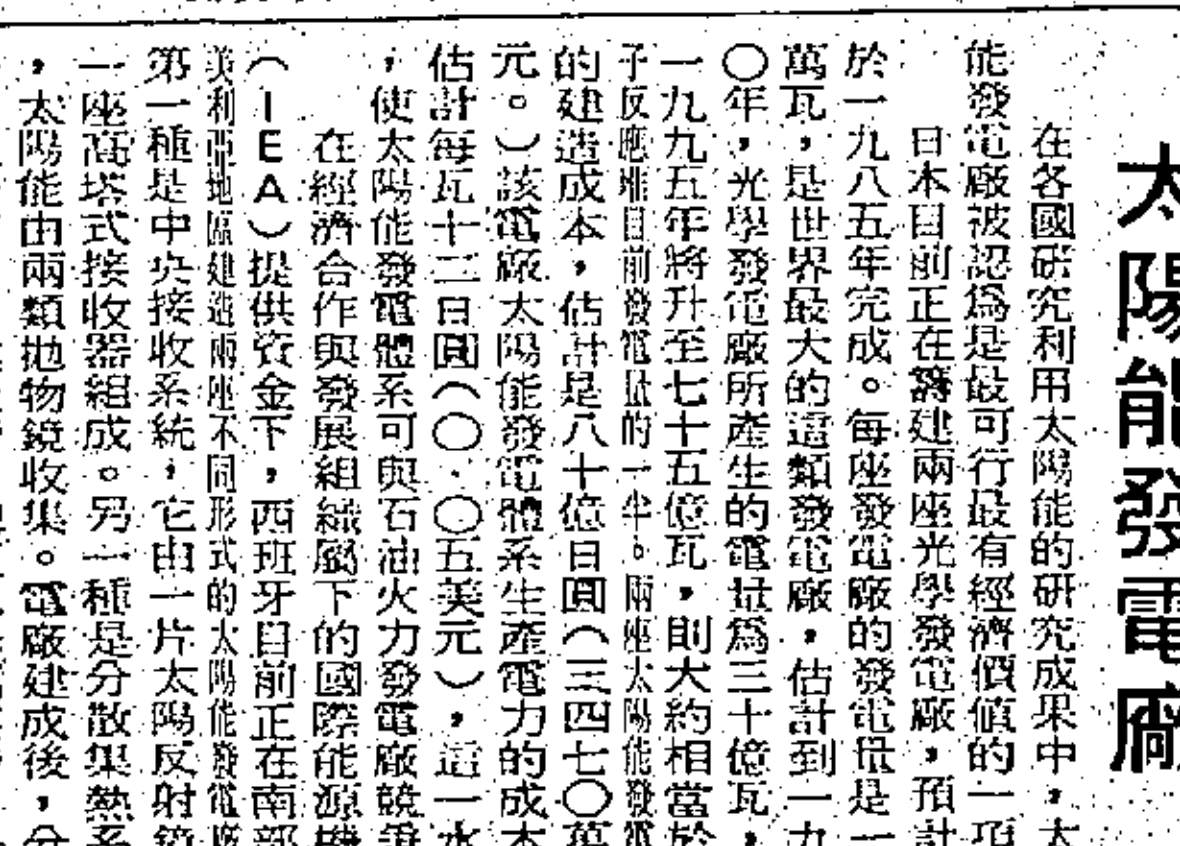 太陽能發電廠
在各國研究利用太陽能的研究成果中，太
能發電廠被認爲是最可行最有經濟價值的一項
日本目前正在籌建兩座光學發電廠，預計
於一九八五年完成。每座發電廠的發電量是一
萬瓦，是世界最大的這類發電廠，估計到一九
〇年，光學發電廠所產生的電量爲三十億瓦，
一九九五年將升至七十五億瓦，則大約相當於
子反應堆目前發電量的一半。兩座太陽能發電
的建造成本，估計是八十億日圓（三四七〇萬
元。）該電廠太陽能發電體系生產電力的成本
估計每瓦十二日圓（〇．〇五美元），這一水
，使太陽能發電體系可與石油火力發電廠競爭
在經濟合作與發展組織屬下的國際能源機
（IEA）提供資金下，西班牙目前正在南部
美利亞地區建造兩座不同形式的太陽能發電廠
第一種是中央接收系統，它由一片太陽反射鏡
一座高塔式接收器組成。另一種是分散集熱系
，太陽能由兩類拋物鏡收集。電廠建成後，分